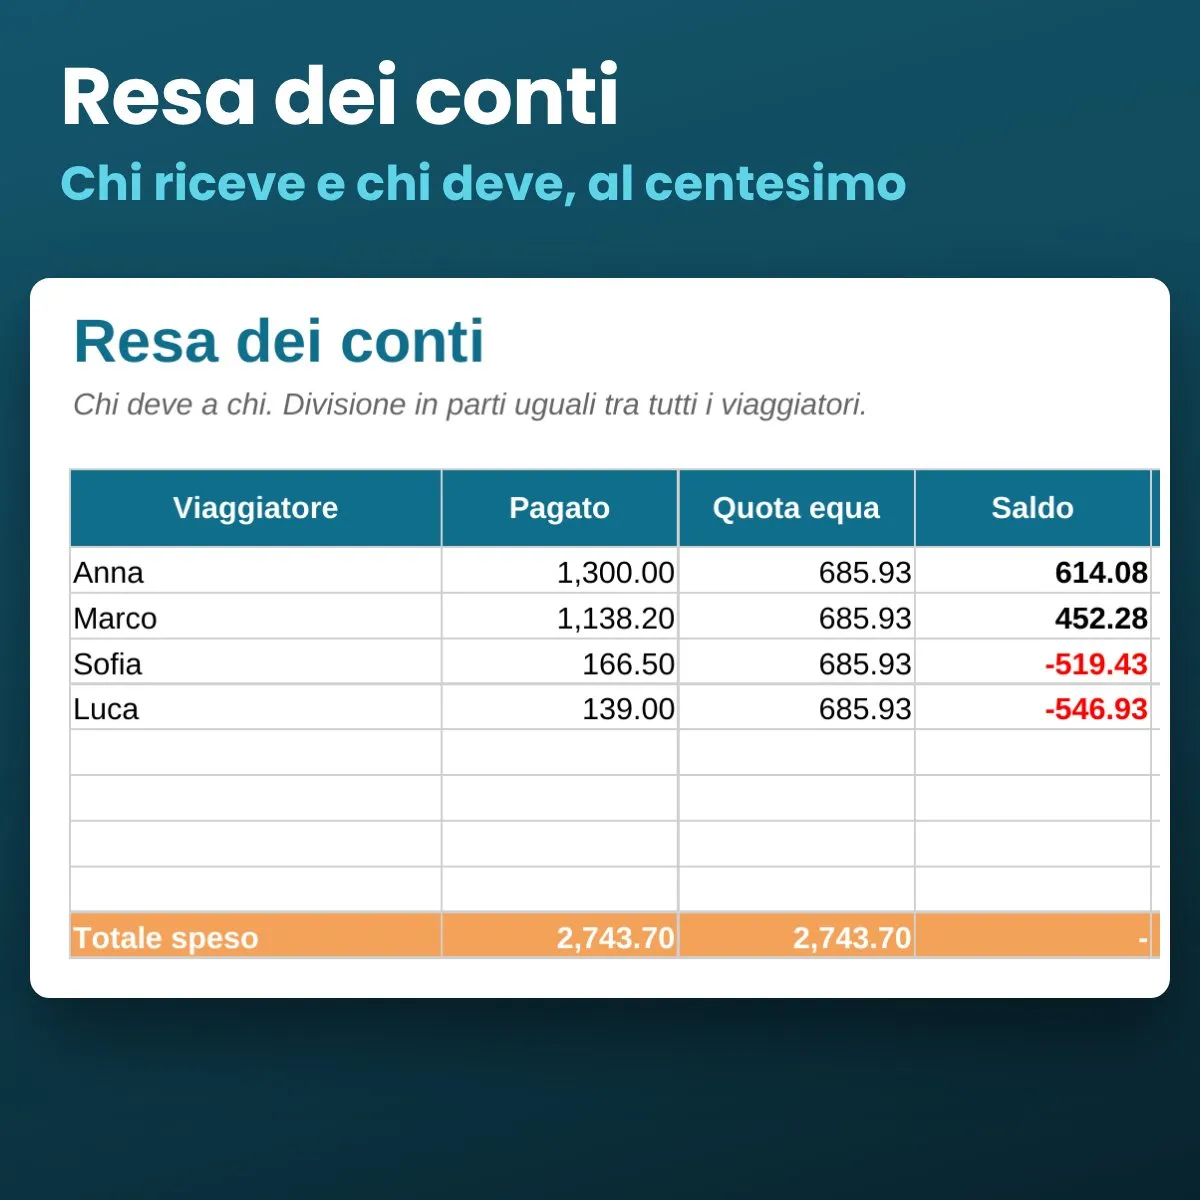 Resa dei conti
Chi riceve e chi deve, al centesimo
Resa dei conti
Chi deve a chi. Divisione in parti uguali tra tutti i viaggiatori.
Viaggiatore Pagato Quota equa Saldo
Anna 1,300.00 685.93 614.08
Marco 1,138.20 685.93 452.28
Sofia 166.50 685.93 -519.43
Luca 139.00 685.93 -546.93
Totale speso 2,743.70 2,743.70 -